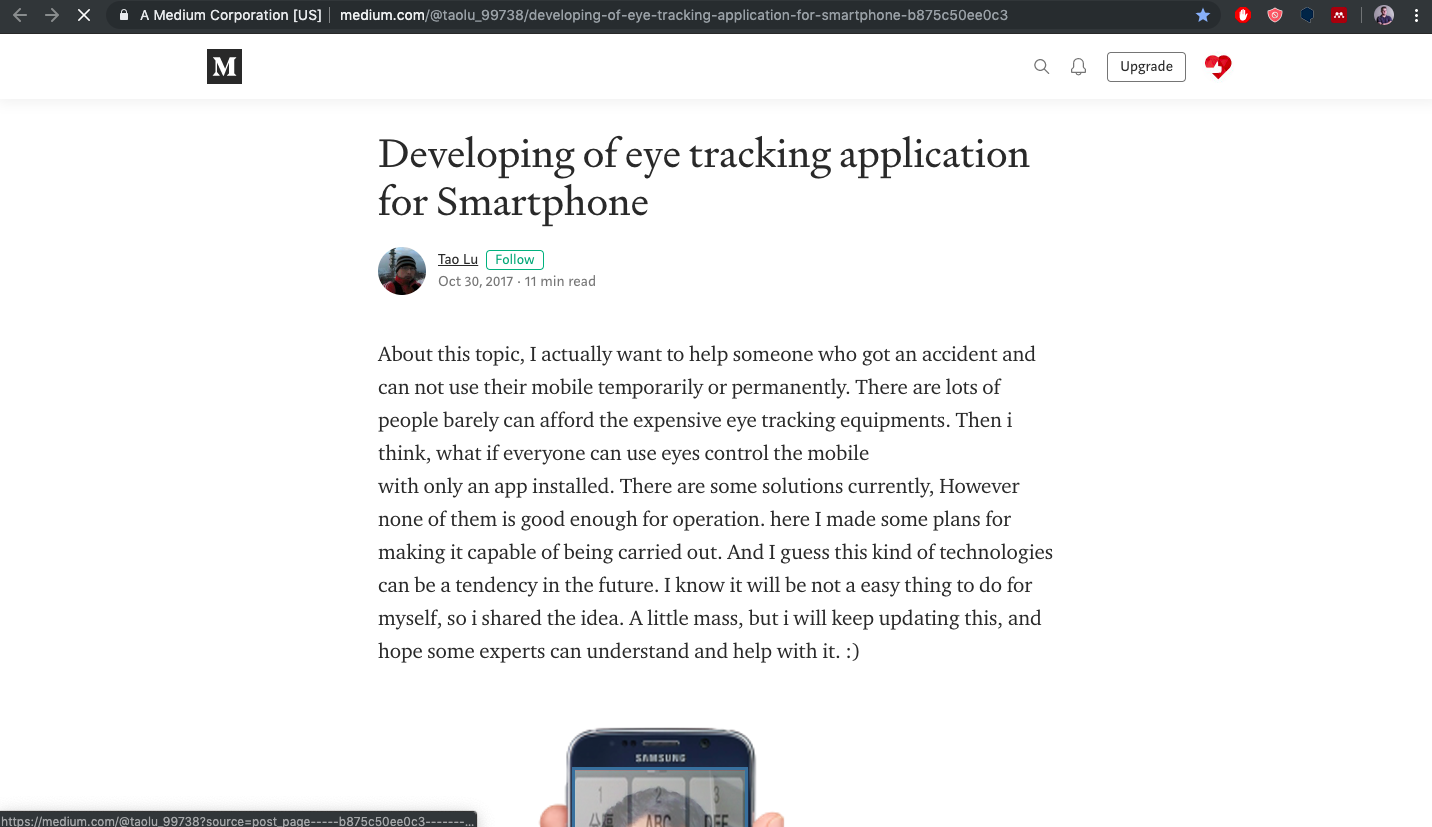 A Medium Corporation [US] medium.com/@taolu_99738/developing-of-eye-tracking-application-for-smartphone-b875c50ee0c3
M
Upgrade
Developing of eye tracking application
for Smartphone
Tao Lu Follow
Oct 30, 2017 · 11 min read
About this topic, I actually want to help someone who got an accident and
can not use their mobile temporarily or permanently. There are lots of
people barely can afford the expensive eye tracking equipments. Then i
think, what if everyone can use eyes control the mobile
with only an app installed. There are some solutions currently, However
none of them is good enough for operation. here I made some plans for
making it capable of being carried out. And I guess this kind of technologies
can be a tendency in the future. I know it will be not a easy thing to do for
myself, so i shared the idea. A little mass, but i will keep updating this, and
hope some experts can understand and help with it. :)
SAMSUNG
1 2 3
ABC DEF
https://medium.com/@taolu_99738?source=post_page-----b875c50ee0c3-------...